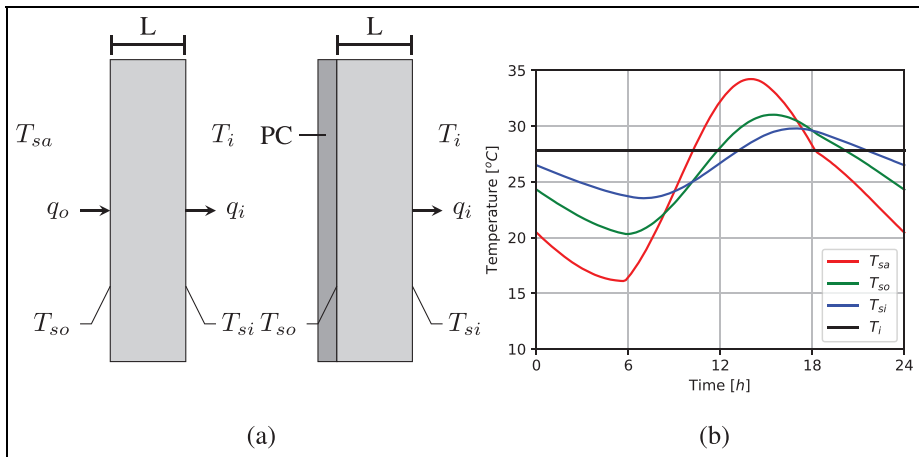 L
L
T_sa
T_i
PC
T_i
q_o
q_i
q_i
T_so
T_si
T_so
T_si
(a)
Temperature [°C]
35
30
25
20
15
10
0
6
12
18
24
Time [h]
T_sa
T_so
T_si
T_i
(b)